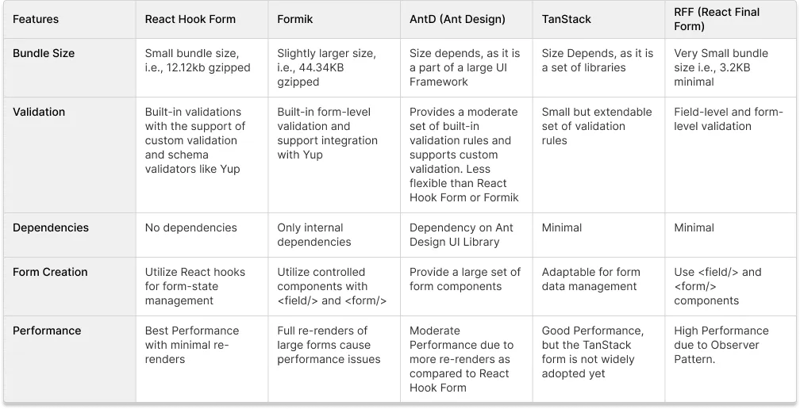 Features
React Hook Form
Formik
AntD (Ant Design)
TanStack
RFF (React Final
Form)
Bundle Size
Small bundle size,
i.e., 12.12kb gzipped
Slightly larger size,
i.e., 44.34KB
gzipped
Size depends, as it is
a part of a large UI
Framework
Size Depends, as it is
a set of libraries
Very Small bundle
size i.e., 3.2KB
minimal
Validation
Built-in validations
with the support of
custom validation
and schema
validators like Yup
Built-in form-level
validation and
support integration
with Yup
Provides a moderate
set of built-in
validation rules and
supports custom
validation. Less
flexible than React
Hook Form or Formik
Small but extendable
set of validation
rules
Field-level and form-
level validation
Dependencies
No dependencies
Only internal
dependencies
Dependency on Ant
Design UI Library
Minimal
Minimal
Form Creation
Utilize React hooks
for form-state
management
Utilize controlled
components with
<field/> and <form/>
Provide a large set of
form components
Adaptable for form
data management
Use <field/> and
<form/>
components
Performance
Best Performance
with minimal re-
renders
Full re-renders of
large forms cause
performance issues
Moderate
Performance due to
more re-renders as
compared to React
Hook Form
Good Performance,
but the TanStack
form is not widely
adopted yet
High Performance
due to Observer
Pattern.